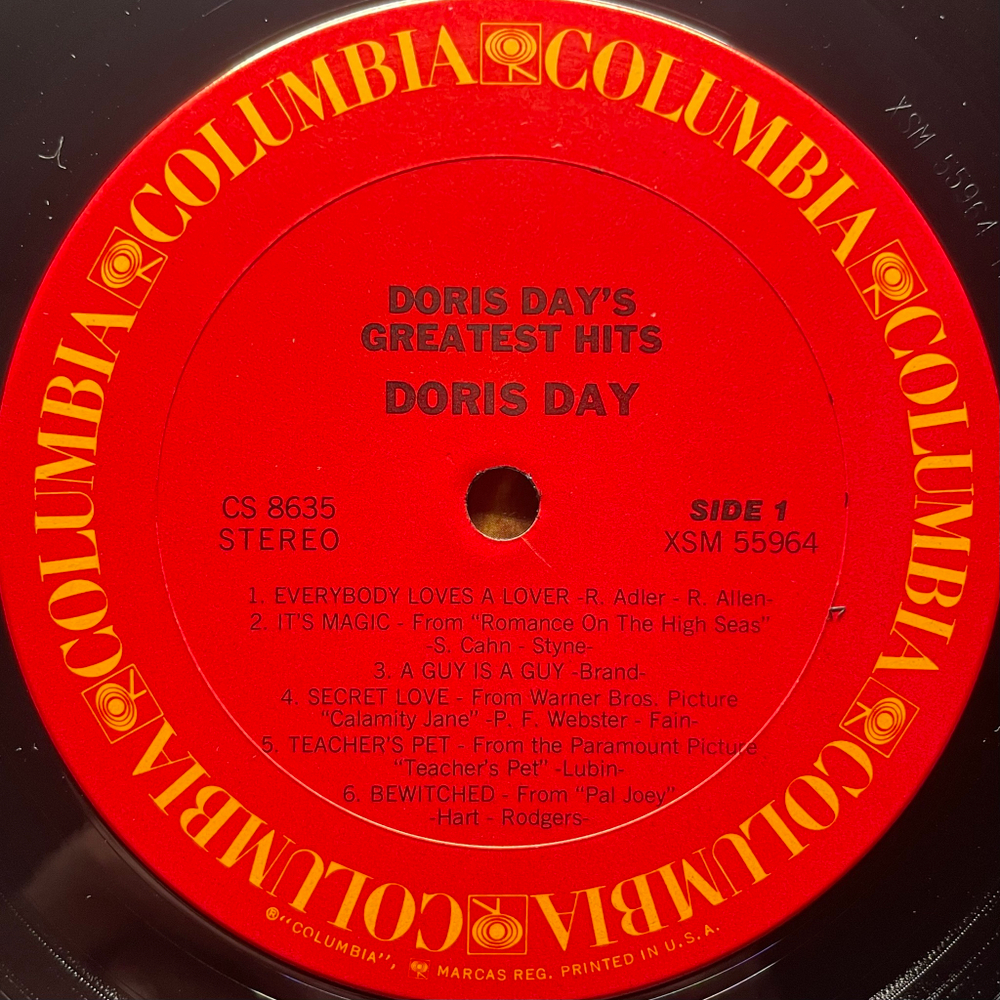 COLUMBIA COLUMBIA COLUMBIA COLUMBIA COLUMBIA COLUMBIA
XSM 55964
DORIS DAY'S
GREATEST HITS
DORIS DAY
CS 8635
STEREO
SIDE 1
XSM 55964
1. EVERYBODY LOVES A LOVER -R. Adler - R. Allen-
2. IT'S MAGIC - From "Romance On The High Seas"
-S. Cahn - Styne-
3. A GUY IS A GUY -Brand-
4. SECRET LOVE - From Warner Bros. Picture
"Calamity Jane" -P. F. Webster - Fain-
5. TEACHER'S PET - From the Paramount Picture
"Teacher's Pet" -Lubin-
6. BEWITCHED - From "Pal Joey"
-Hart - Rodgers-
®"COLUMBIA", MARCAS REG. PRINTED IN U.S.A.